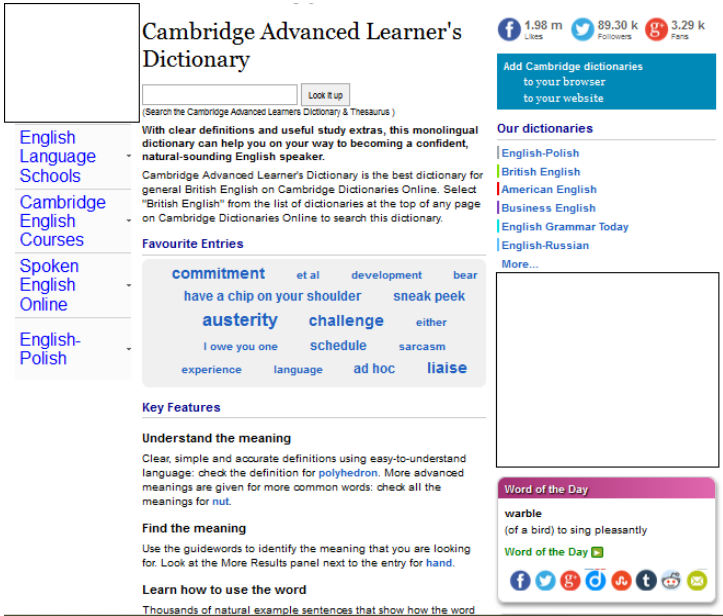 Cambridge Advanced Learner's
Dictionary
Look it up
(Search the Cambridge Advanced Learners Dictionary & Thesaurus )
With clear definitions and useful study extras, this monolingual
dictionary can help you on your way to becoming a confident,
natural-sounding English speaker.
Cambridge Advanced Learner's Dictionary is the best dictionary for
general British English on Cambridge Dictionaries Online. Select
"British English" from the list of dictionaries at the top of any page
on Cambridge Dictionaries Online to search this dictionary.
English
Language
Schools
Cambridge
English
Courses
Spoken
English
Online
English-
Polish
Favourite Entries
commitment et al development bear
have a chip on your shoulder sneak peek
austerity challenge either
I owe you one schedule sarcasm
experience language ad hoc liaise
Key Features
Understand the meaning
Clear, simple and accurate definitions using easy-to-understand
language: check the definition for polyhedron. More advanced
meanings are given for more common words: check all the
meanings for nut.
Find the meaning
Use the guidewords to identify the meaning that you are looking
for. Look at the More Results panel next to the entry for hand.
Learn how to use the word
Thousands of natural example sentences that show how the word
1.98 m
Likes
89.30 k
Followers
3.29 k
Fans
Add Cambridge dictionaries
to your browser
to your website
Our dictionaries
English-Polish
British English
American English
Business English
English Grammar Today
English-Russian
More...
Word of the Day
warble
(of a bird) to sing pleasantly
Word of the Day